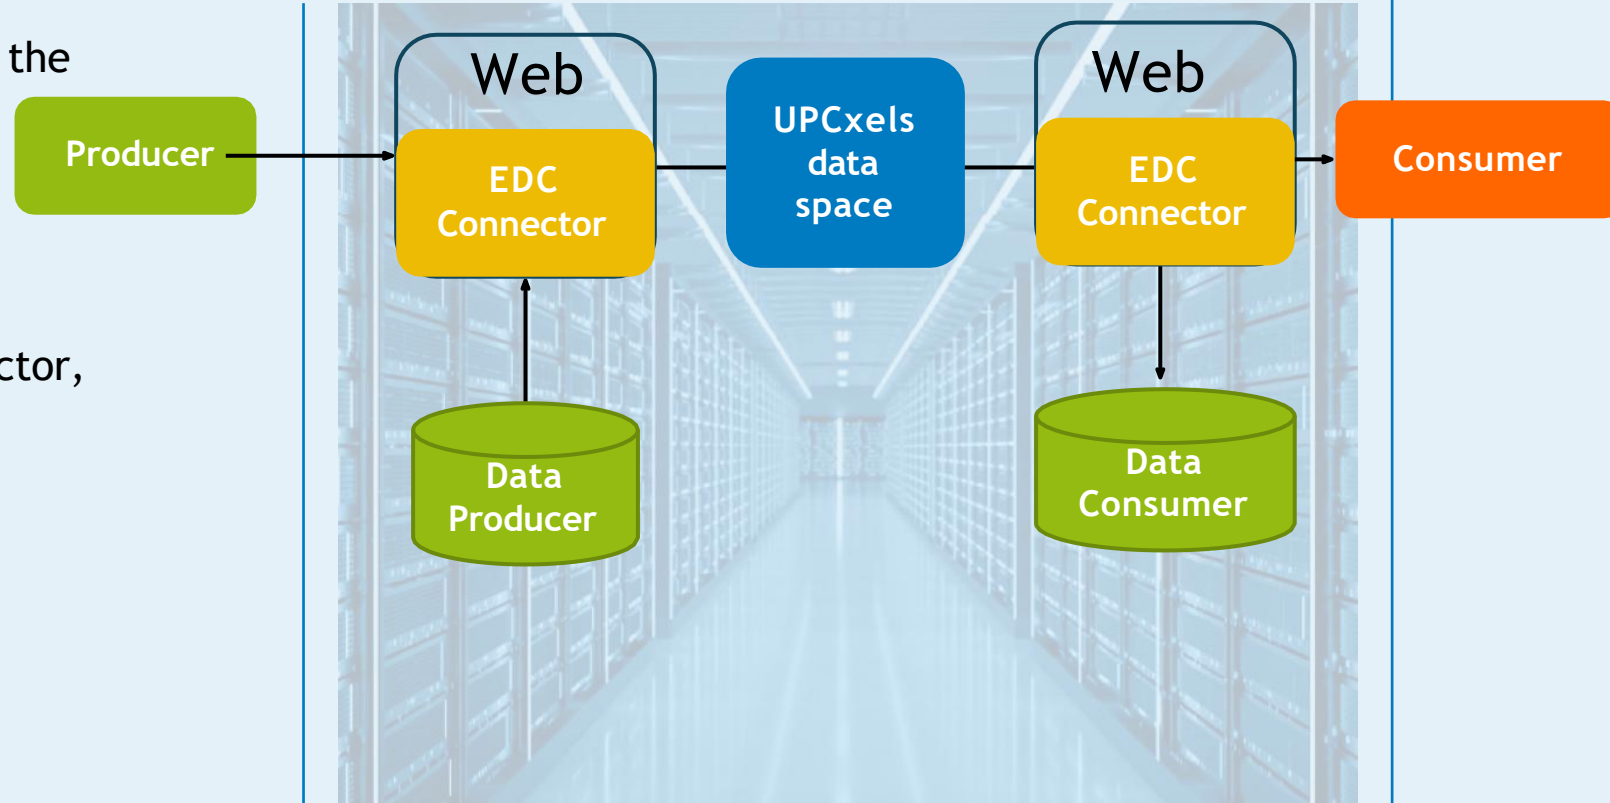 the
Producer
ctor,
Web
EDC
Connector
Data
Producer
UPCxels
data
space
Web
EDC
Connector
Data
Consumer
Consumer